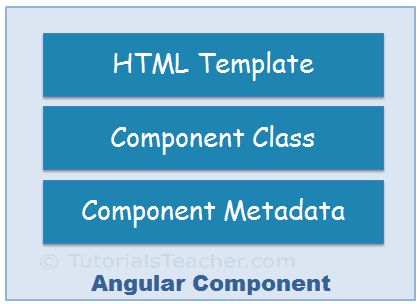 HTML Template
Component Class
Component Metadata
© TutorialsTeacher.com
Angular Component